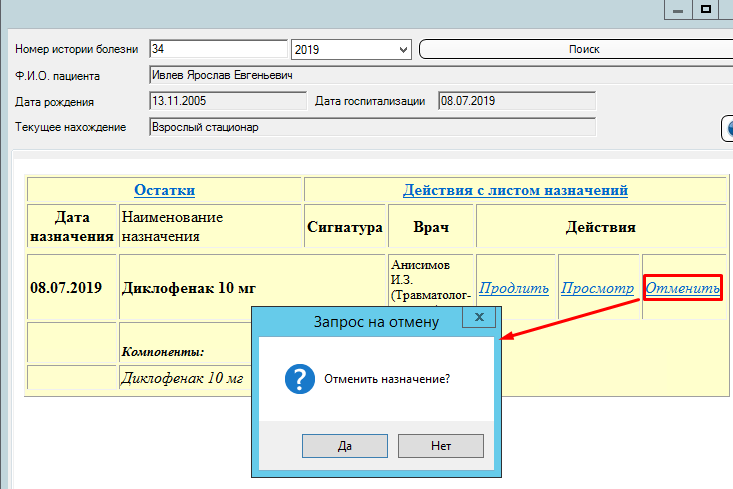 Номер истории болезни 34 2019 Поиск
Ф.И.О. пациента Ивлев Ярослав Евгеньевич
Дата рождения 13.11.2005 Дата госпитализации 08.07.2019
Текущее нахождение Взрослый стационар
Остатки Действия с листом назначений
Дата назначения Наименование назначения Сигнатура Врач Действия
08.07.2019 Диклофенак 10 мг Анисимов И.З. (Травматолог- Продлить Просмотр Отменить
Компоненты:
Диклофенак 10 мг
Запрос на отмену
Отменить назначение?
Да Нет